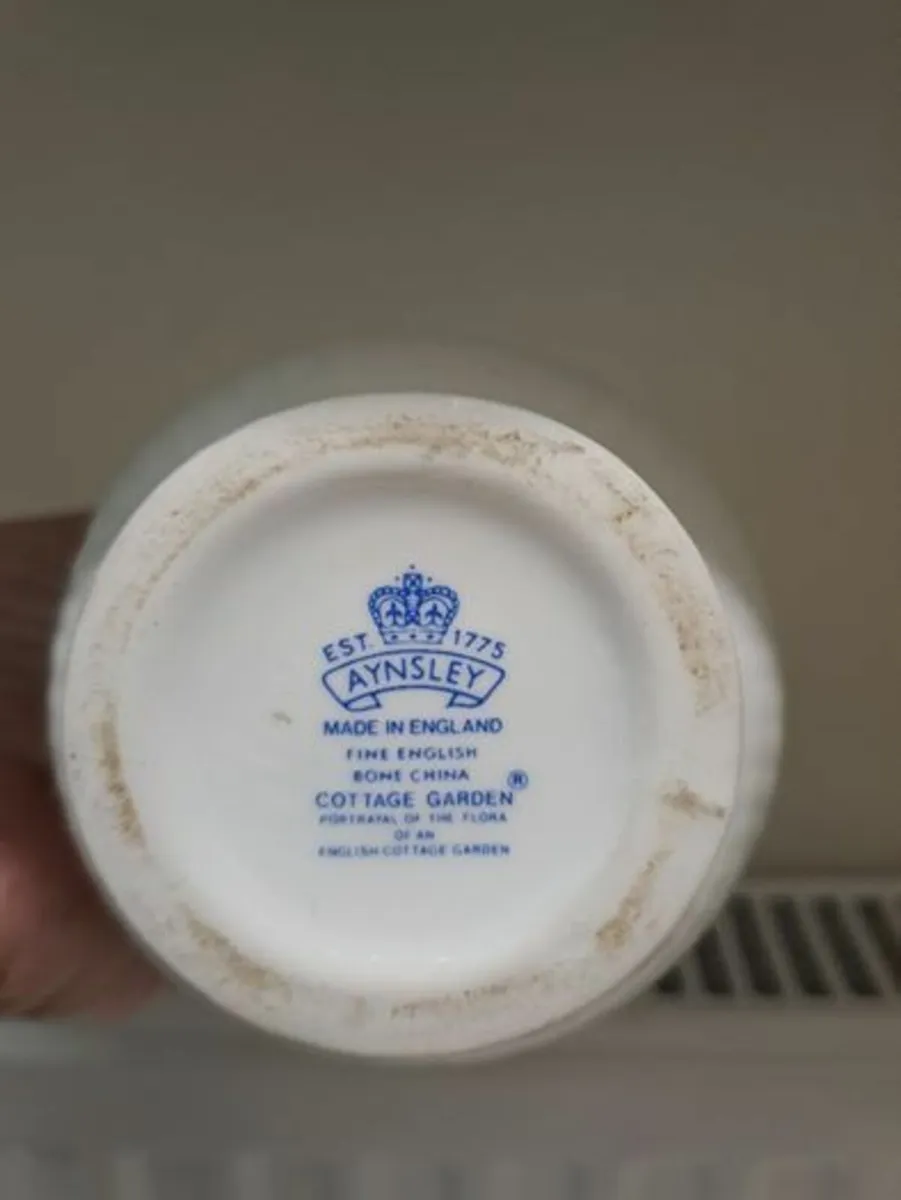 EST. 1775
AYNSLEY
MADE IN ENGLAND
FINE ENGLISH
BONE CHINA
COTTAGE GARDEN®
PORTRAYAL OF THE FLORA
OF AN
ENGLISH COTTAGE GARDEN